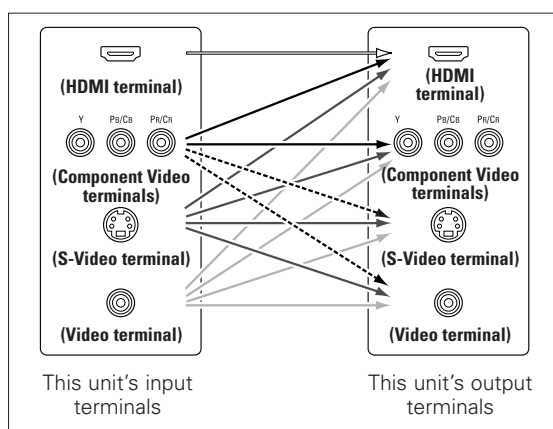 (HDMI terminal)
Y PB/CB PR/CR
(Component Video
terminals)
(S-Video terminal)
(Video terminal)
This unit's input
terminals
(HDMI
terminal)
Y PB/CB PR/CR
(Component Video
terminals)
(S-Video terminal)
(Video terminal)
This unit's output
terminals